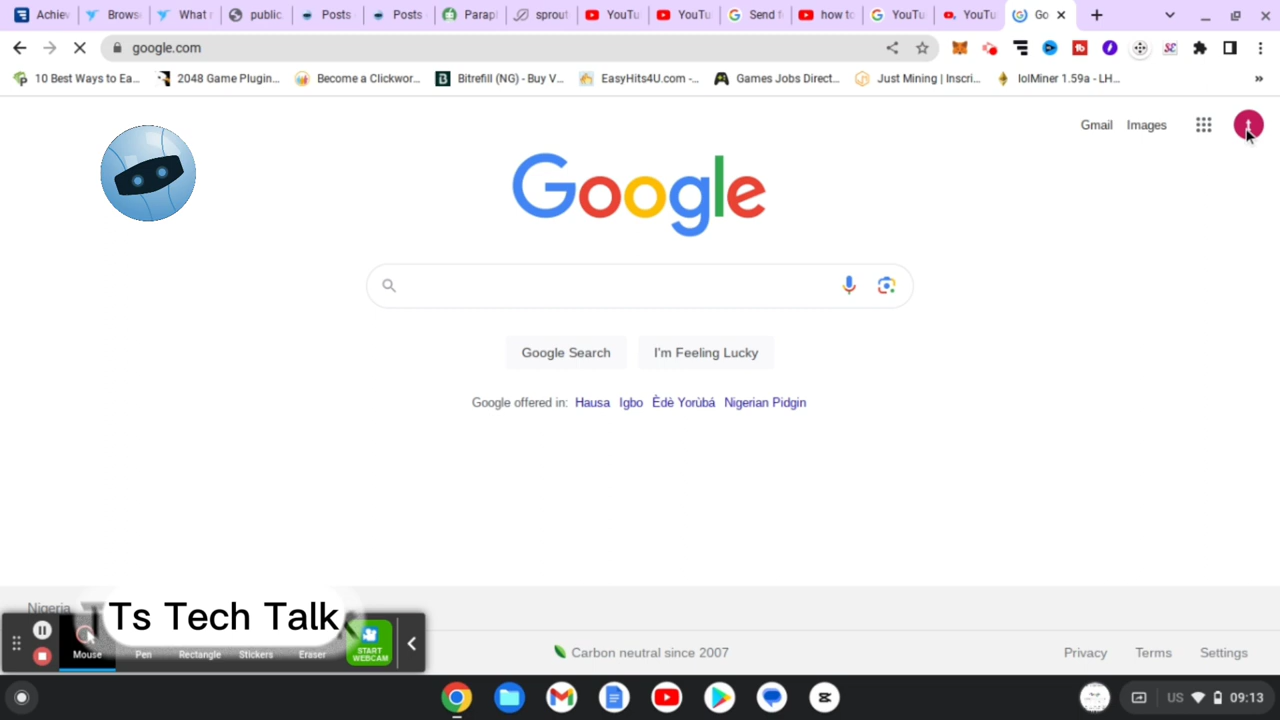 Achiev
Browse
What r
public
Posts
Posts
Parap
sprout
YouTu
YouTu
Send f
how to
YouTu
YouTu
Go
google.com
10 Best Ways to Ea...
2048 Game Plugin...
Become a Clickwor...
Bitrefill (NG) - Buy V...
EasyHits4U.com -...
Games Jobs Direct...
Just Mining | Inscri...
lolMiner 1.59a - LH...
»
Gmail
Images
t
Google
Google Search
I'm Feeling Lucky
Google offered in: Hausa Igbo Èdè Yorùbá Nigerian Pidgin
Nigeria
Ts Tech Talk
Mouse
Pen
Rectangle
Stickers
Eraser
START
WEBCAM
Carbon neutral since 2007
Privacy
Terms
Settings
US
09:13